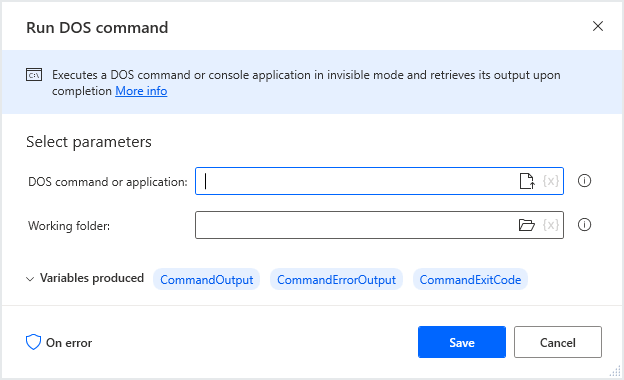 Run DOS command
C:\
Executes a DOS command or console application in invisible mode and retrieves its output upon
completion More info
Select parameters
DOS command or application: {x}
Working folder: {x}
Variables produced CommandOutput CommandErrorOutput CommandExitCode
On error Save Cancel